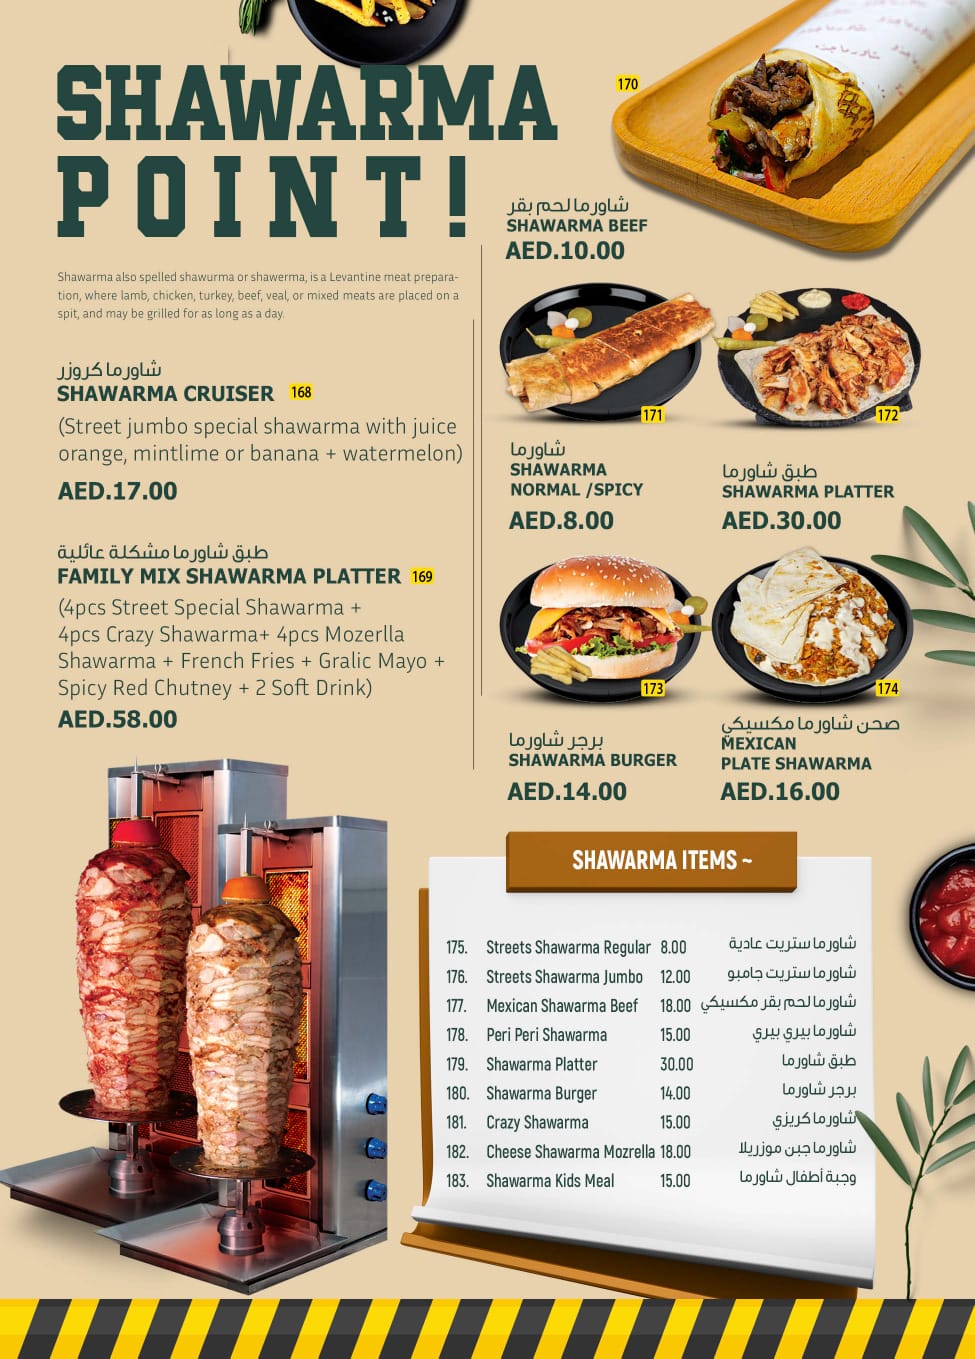 SHAWARMA
POINT!
Shawarma also spelled shawurma or shawerma, is a Levantine meat prepara-
tion, where lamb, chicken, turkey, beef, veal, or mixed meats are placed on a
spit, and may be grilled for as long as a day.
شاورما كروزر
SHAWARMA CRUISER 168
(Street jumbo special shawarma with juice
orange, mintlime or banana + watermelon)
AED.17.00
طبق شاورما مشكلة عائلية
FAMILY MIX SHAWARMA PLATTER 169
(4pcs Street Special Shawarma +
4pcs Crazy Shawarma+ 4pcs Mozerlla
Shawarma + French Fries + Gralic Mayo +
Spicy Red Chutney + 2 Soft Drink)
AED.58.00
170
شاورما لحم بقر
SHAWARMA BEEF
AED.10.00
171
شاورما
SHAWARMA
NORMAL /SPICY
AED.8.00
172
طبق شاورما
SHAWARMA PLATTER
AED.30.00
173
برجر شاورما
SHAWARMA BURGER
AED.14.00
174
صحن شاورما مكسيكي
MEXICAN
PLATE SHAWARMA
AED.16.00
SHAWARMA ITEMS ~
175. Streets Shawarma Regular 8.00 شاورما ستريت عادية
176. Streets Shawarma Jumbo 12.00 شاورما ستريت جامبو
177. Mexican Shawarma Beef 18.00 شاورما لحم بقر مكسيكي
178. Peri Peri Shawarma 15.00 شاورما بيري بيري
179. Shawarma Platter 30.00 طبق شاورما
180. Shawarma Burger 14.00 برجر شاورما
181. Crazy Shawarma 15.00 شاورما كريزي
182. Cheese Shawarma Mozrella 18.00 شاورما جبن موزريلا
183. Shawarma Kids Meal 15.00 وجبة أطفال شاورما